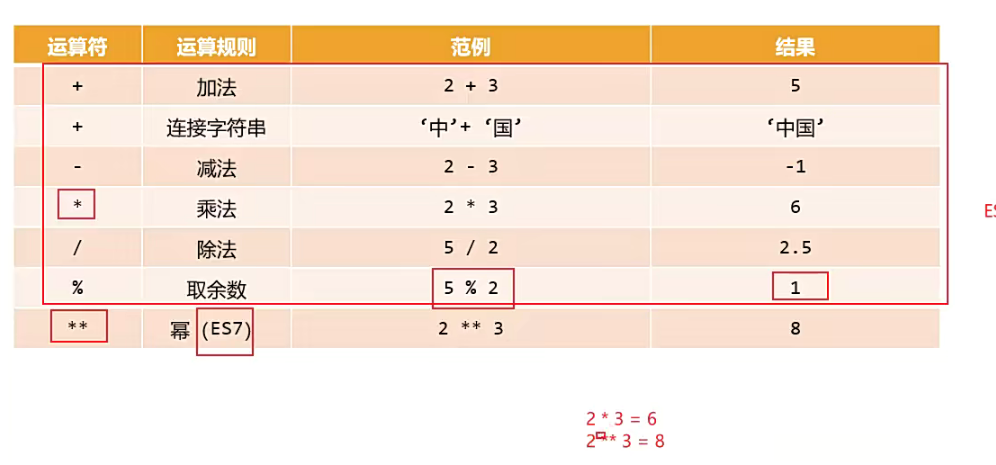 运算符 运算规则 范例 结果
+ 加法 2 + 3 5
+ 连接字符串 ‘中’+ ‘国’ ‘中国’
- 减法 2 - 3 -1
* 乘法 2 * 3 6
/ 除法 5 / 2 2.5
% 取余数 5 % 2 1
** 幂 (ES7) 2 ** 3 8
2 * 3 = 6
2 ** 3 = 8